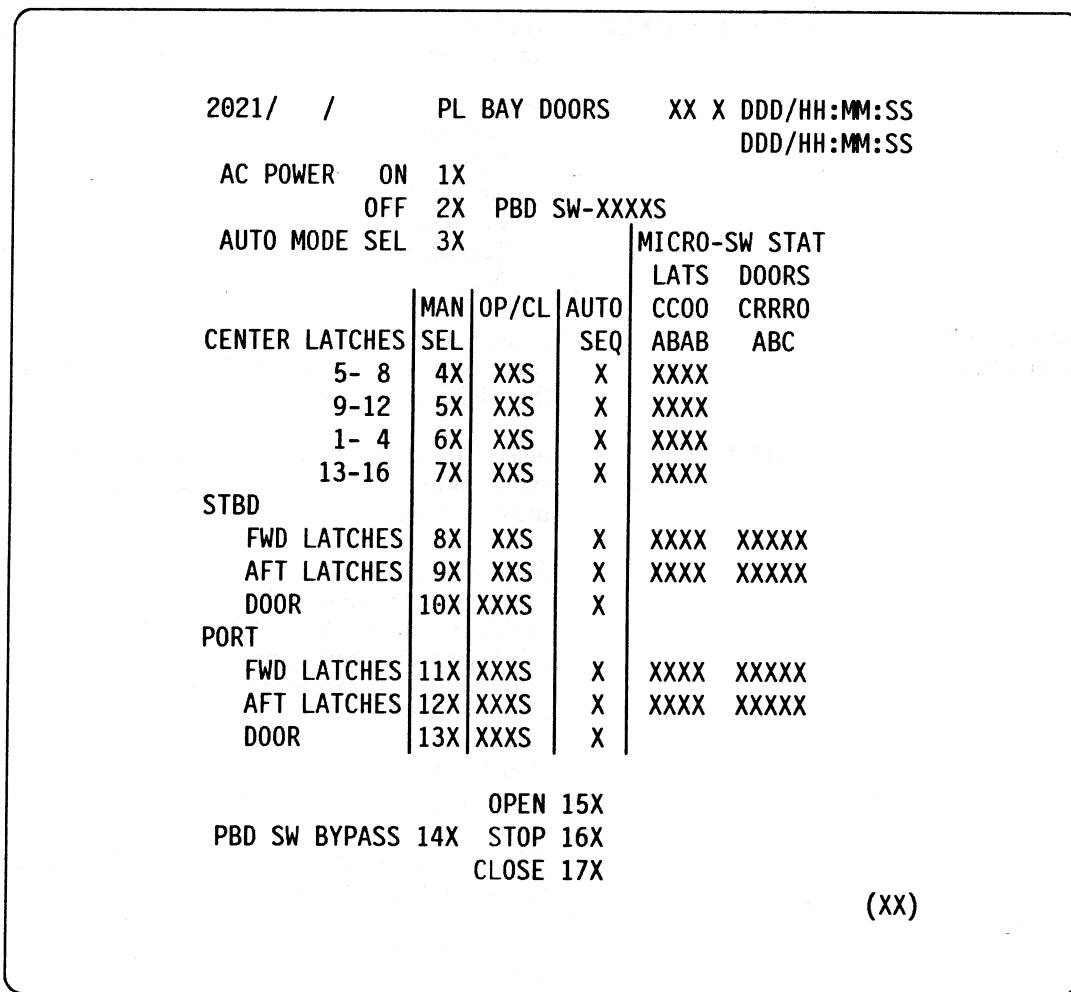 2021/   /       PL BAY DOORS    XX X DDD/HH:MM:SS
                                     DDD/HH:MM:SS
AC POWER   ON  1X
          OFF  2X  PBD SW-XXXXS
AUTO MODE SEL  3X            MICRO-SW STAT
                              LATS  DOORS
               MAN OP/CL AUTO CCOO  CRRRO
CENTER LATCHES SEL       SEQ  ABAB   ABC
         5- 8   4X  XXS   X   XXXX
         9-12   5X  XXS   X   XXXX
         1- 4   6X  XXS   X   XXXX
        13-16   7X  XXS   X   XXXX
STBD
   FWD LATCHES  8X  XXS   X   XXXX  XXXXX
   AFT LATCHES  9X  XXS   X   XXXX  XXXXX
   DOOR        10X XXXS   X
PORT
   FWD LATCHES 11X XXXS   X   XXXX  XXXXX
   AFT LATCHES 12X XXXS   X   XXXX  XXXXX
   DOOR        13X XXXS   X
                   OPEN 15X
PBD SW BYPASS 14X  STOP 16X
                  CLOSE 17X
                                             (XX)